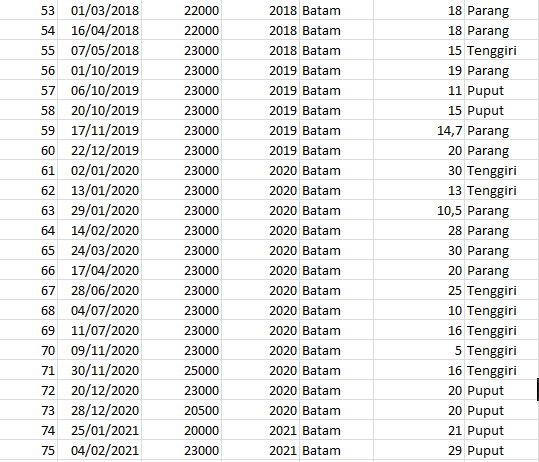 53 01/03/2018 22000 2018 Batam 18 Parang
54 16/04/2018 22000 2018 Batam 18 Parang
55 07/05/2018 23000 2018 Batam 15 Tenggiri
56 01/10/2019 23000 2019 Batam 19 Parang
57 06/10/2019 23000 2019 Batam 11 Puput
58 20/10/2019 23000 2019 Batam 15 Puput
59 17/11/2019 23000 2019 Batam 14,7 Parang
60 22/12/2019 23000 2019 Batam 20 Parang
61 02/01/2020 23000 2020 Batam 30 Tenggiri
62 13/01/2020 23000 2020 Batam 13 Tenggiri
63 29/01/2020 23000 2020 Batam 10,5 Parang
64 14/02/2020 23000 2020 Batam 28 Parang
65 24/03/2020 23000 2020 Batam 30 Parang
66 17/04/2020 23000 2020 Batam 20 Parang
67 28/06/2020 23000 2020 Batam 25 Tenggiri
68 04/07/2020 23000 2020 Batam 10 Tenggiri
69 11/07/2020 23000 2020 Batam 16 Tenggiri
70 09/11/2020 23000 2020 Batam 5 Tenggiri
71 30/11/2020 25000 2020 Batam 16 Tenggiri
72 20/12/2020 23000 2020 Batam 20 Puput
73 28/12/2020 20500 2020 Batam 20 Puput
74 25/01/2021 20000 2021 Batam 21 Puput
75 04/02/2021 23000 2021 Batam 29 Puput